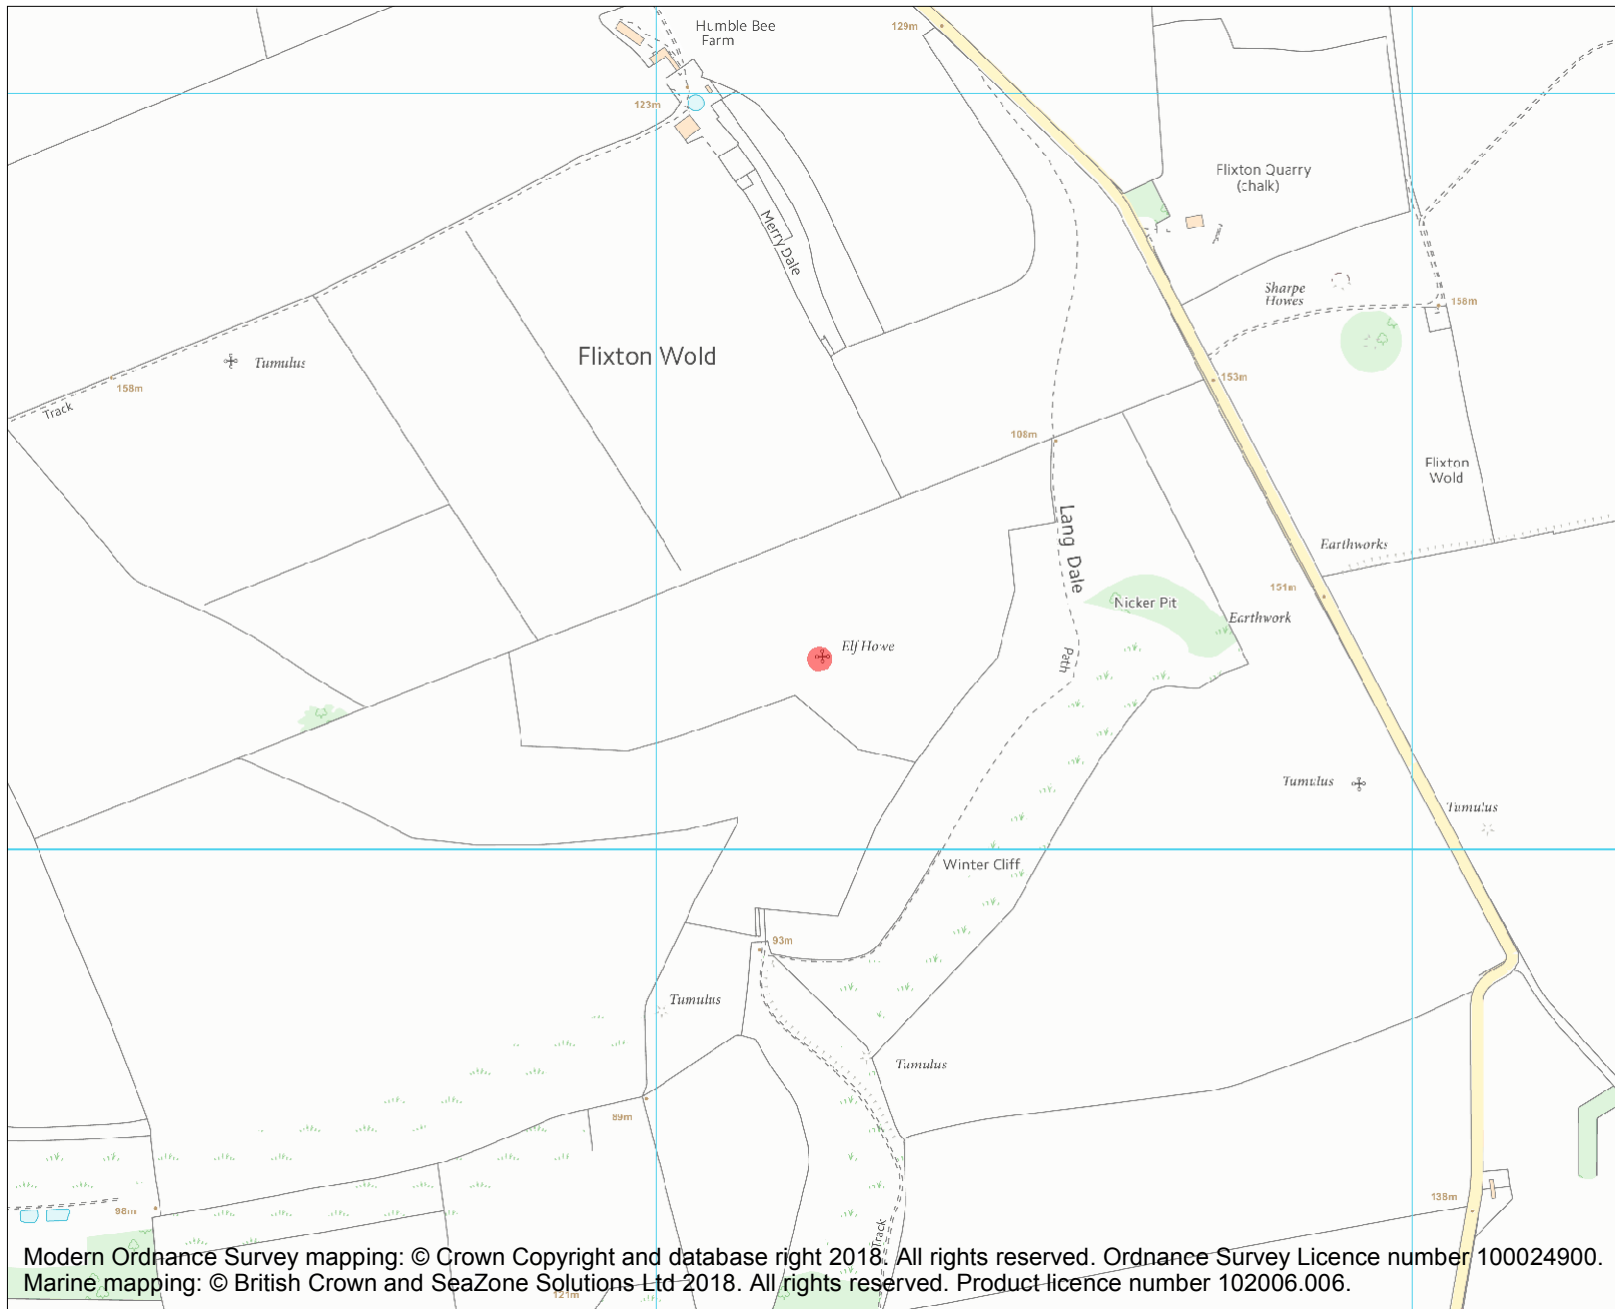 129m
Humble Bee
Farm
123m
Flixton Quarry
(chalk)
Merry Dale
Sharpe
Howes
158m
Flixton Wold
Tumulus
158m
Track
153m
108m
Flixton
Wold
Lang Dale
Earthworks
151m
Nicker Pit
Earthwork
Elf Howe
Path
Tumulus
Tumulus
Winter Cliff
93m
Tumulus
Tumulus
89m
138m
98m
Track
Modern Ordnance Survey mapping: © Crown Copyright and database right 2018. All rights reserved. Ordnance Survey Licence number 100024900.
Marine mapping: © British Crown and SeaZone Solutions Ltd 2018. All rights reserved. Product licence number 102006.006.
121m